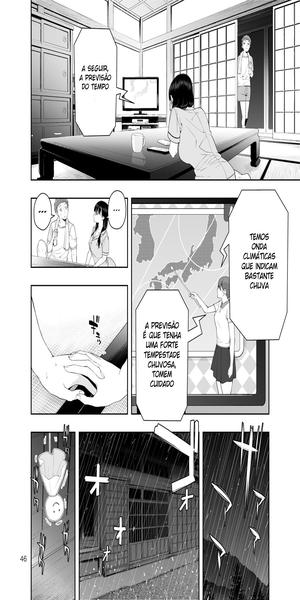 A SEGUIR,
A PREVISÃO
DO TEMPO
TEMOS
ONDA
CLIMÁTICAS
QUE INDICAM
BASTANTE
CHUVA
...
...
A PREVISÃO
É QUE TENHA
UMA FORTE
TEMPESTADE
CHUVOSA,
TOMEM
CUIDADO
46